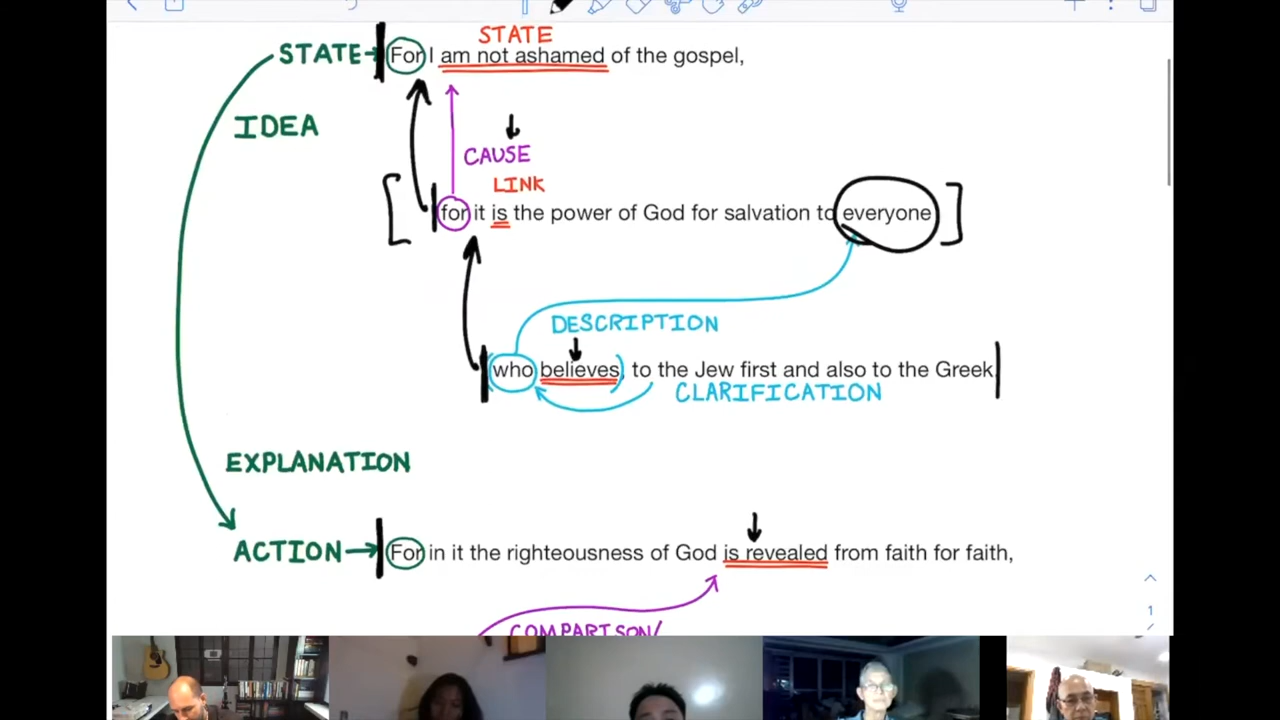 STATE
STATE For I am not ashamed of the gospel,
IDEA
CAUSE
LINK
[ for it is the power of God for salvation to everyone ]
DESCRIPTION
(who believes), to the Jew first and also to the Greek
CLARIFICATION
EXPLANATION
ACTION For in it the righteousness of God is revealed from faith for faith,
COMPARISON/
1